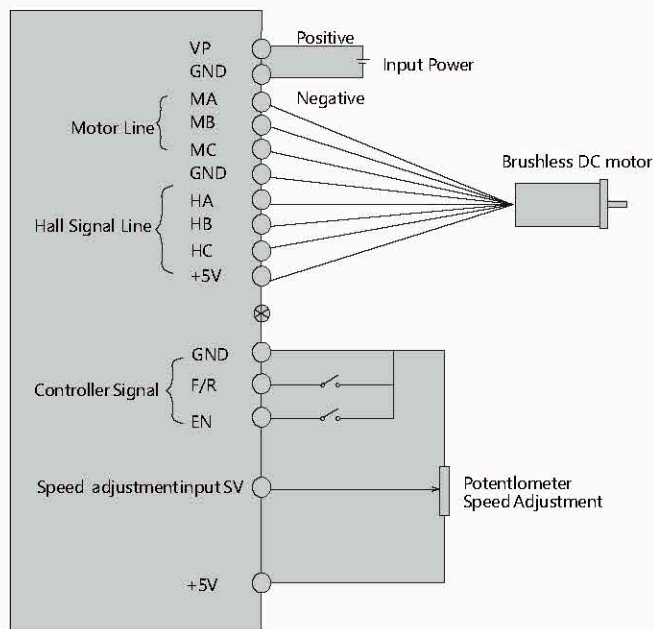 VP
Positive
GND
Input Power
Negative
MA
Motor Line
MB
MC
Brushless DC motor
GND
HA
Hall Signal Line
HB
HC
+5V
GND
Controller Signal
F/R
EN
Speed adjustmentinput SV
Potentlometer
Speed Adjustment
+5V